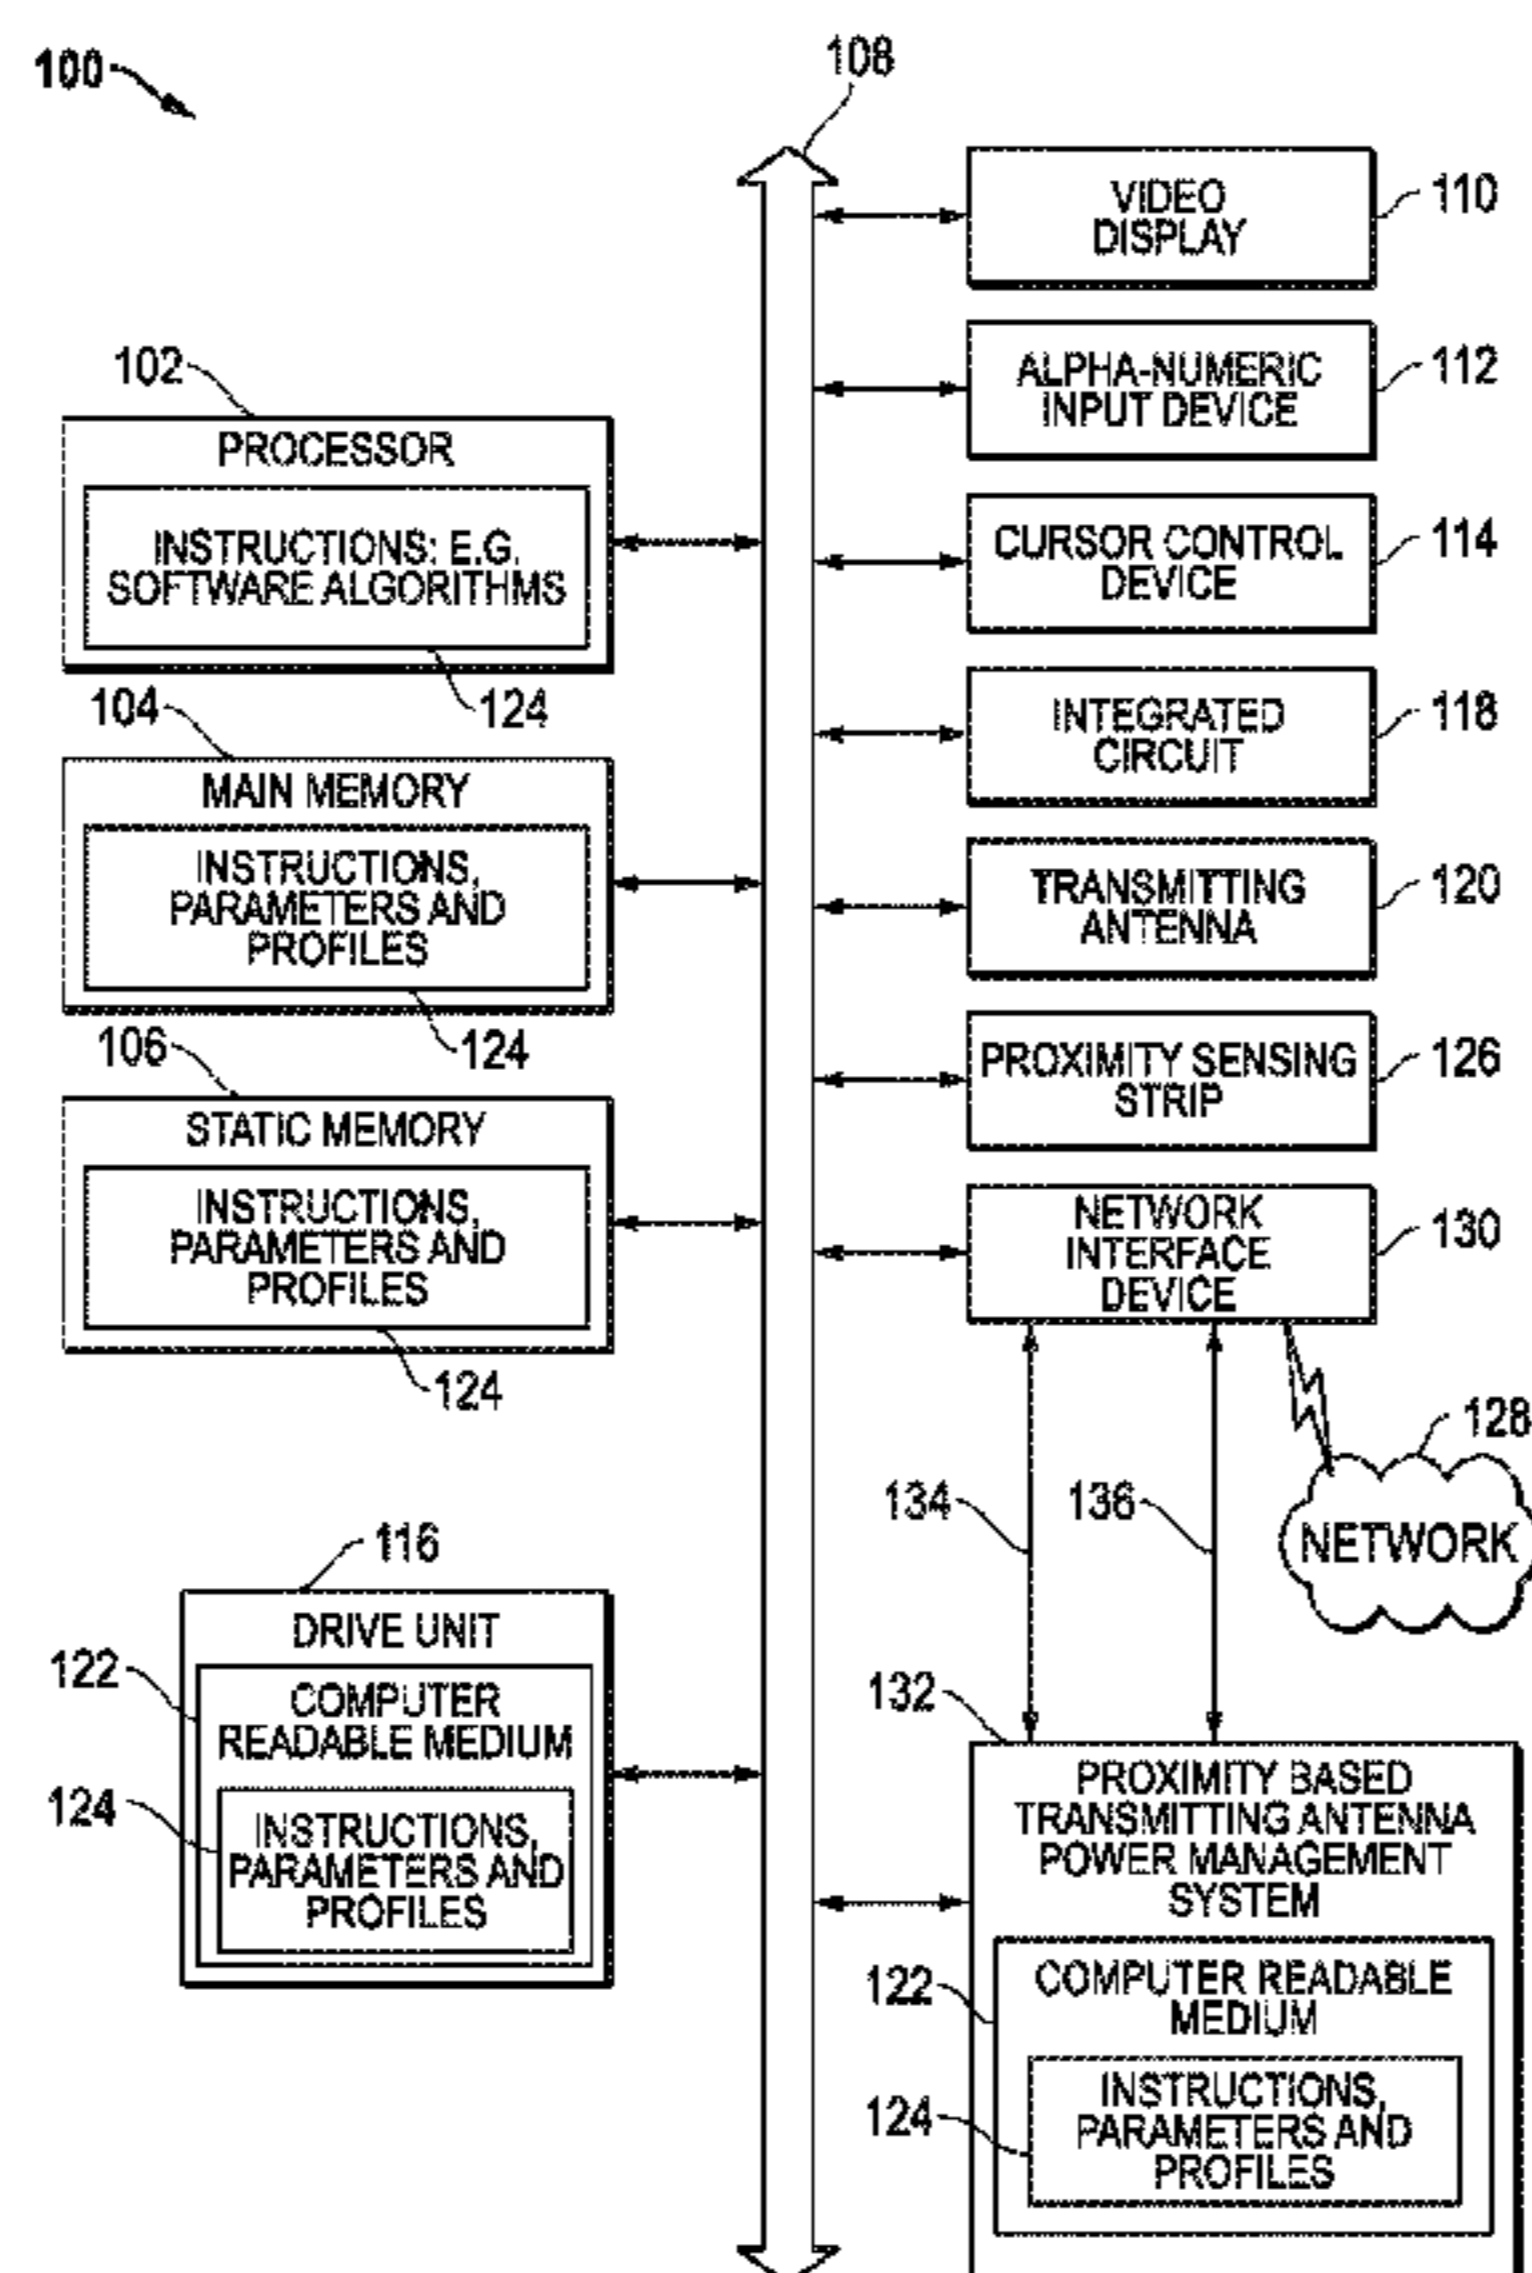 100
108
VIDEO
DISPLAY
110
ALPHA-NUMERIC
INPUT DEVICE
112
102
PROCESSOR
INSTRUCTIONS: E.G.
SOFTWARE ALGORITHMS
124
CURSOR CONTROL
DEVICE
114
INTEGRATED
CIRCUIT
118
104
MAIN MEMORY
INSTRUCTIONS,
PARAMETERS AND
PROFILES
124
TRANSMITTING
ANTENNA
120
PROXIMITY SENSING
STRIP
126
106
STATIC MEMORY
INSTRUCTIONS,
PARAMETERS AND
PROFILES
124
NETWORK
INTERFACE
DEVICE
130
134
136
128
NETWORK
116
DRIVE UNIT
122
COMPUTER
READABLE MEDIUM
124
INSTRUCTIONS,
PARAMETERS AND
PROFILES
132
PROXIMITY BASED
TRANSMITTING ANTENNA
POWER MANAGEMENT
SYSTEM
122
COMPUTER READABLE
MEDIUM
124
INSTRUCTIONS,
PARAMETERS AND
PROFILES